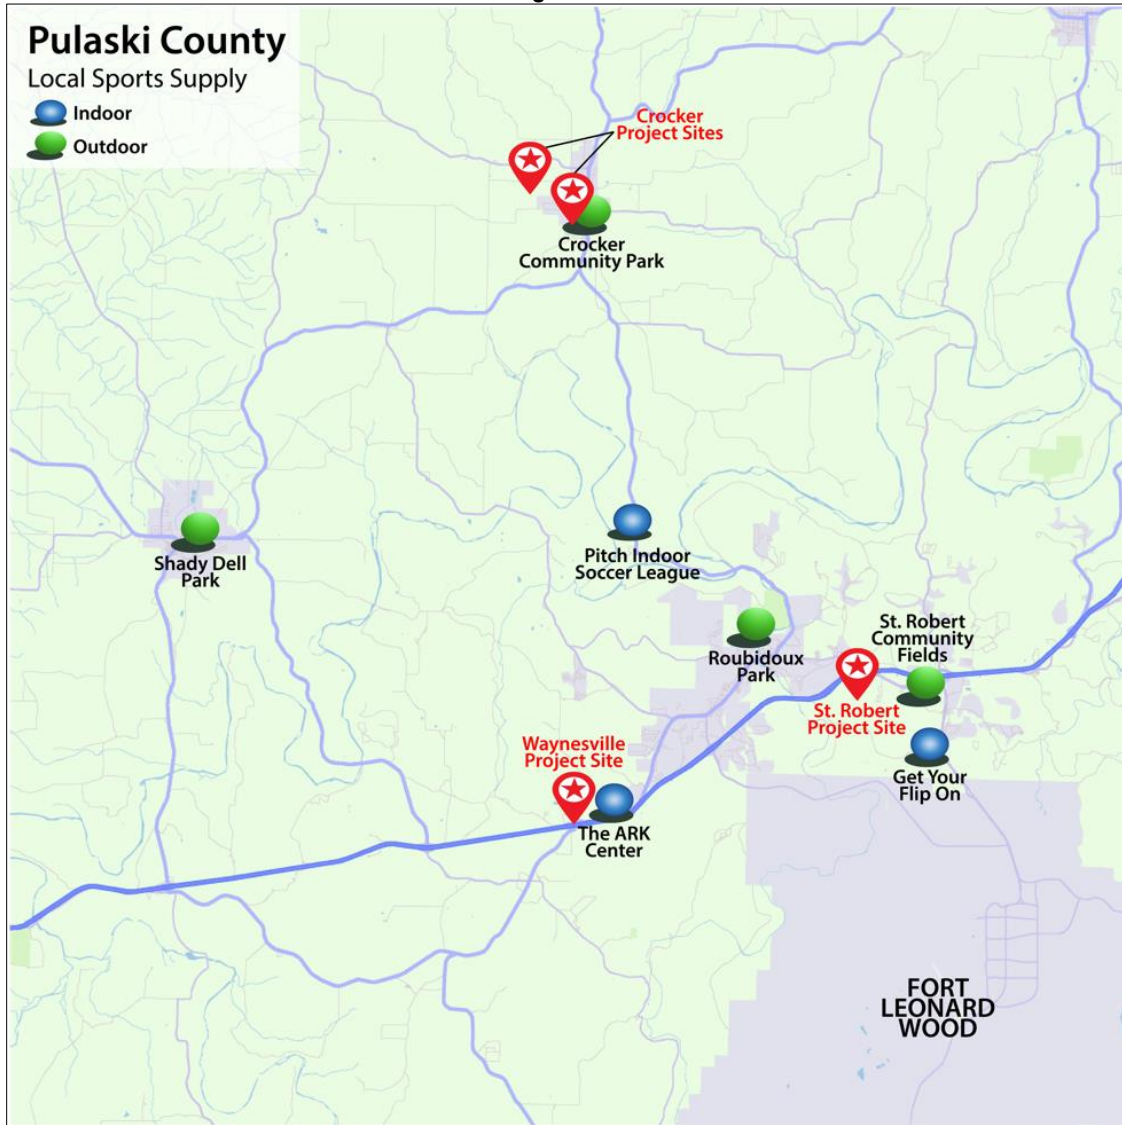 Pulaski County
Local Sports Supply
Indoor
Outdoor
Crocker
Project Sites
Crocker
Community Park
Shady Dell
Park
Pitch Indoor
Soccer League
Roubidoux
Park
St. Robert
Community
Fields
St. Robert
Project Site
Get Your
Flip On
Waynesville
Project Site
The ARK
Center
FORT
LEONARD
WOOD